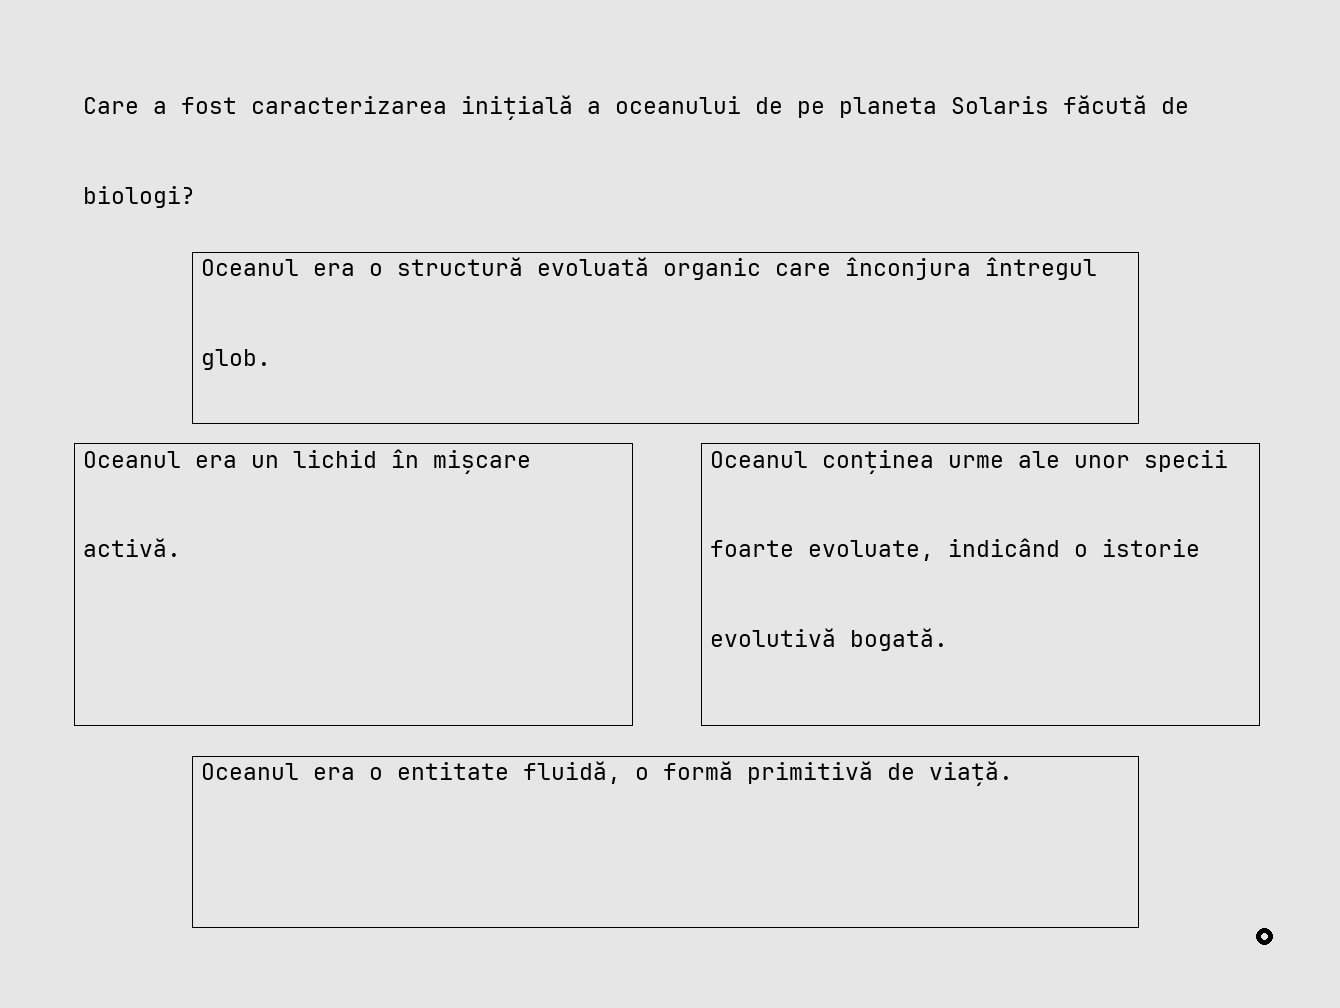 Care a fost caracterizarea inițială a oceanului de pe planeta Solaris făcută de
biologi?
Oceanul era o structură evoluată organic care înconjura întregul
glob.
Oceanul era un lichid în mișcare
activă.
Oceanul conținea urme ale unor specii
foarte evoluate, indicând o istorie
evolutivă bogată.
Oceanul era o entitate fluidă, o formă primitivă de viață.